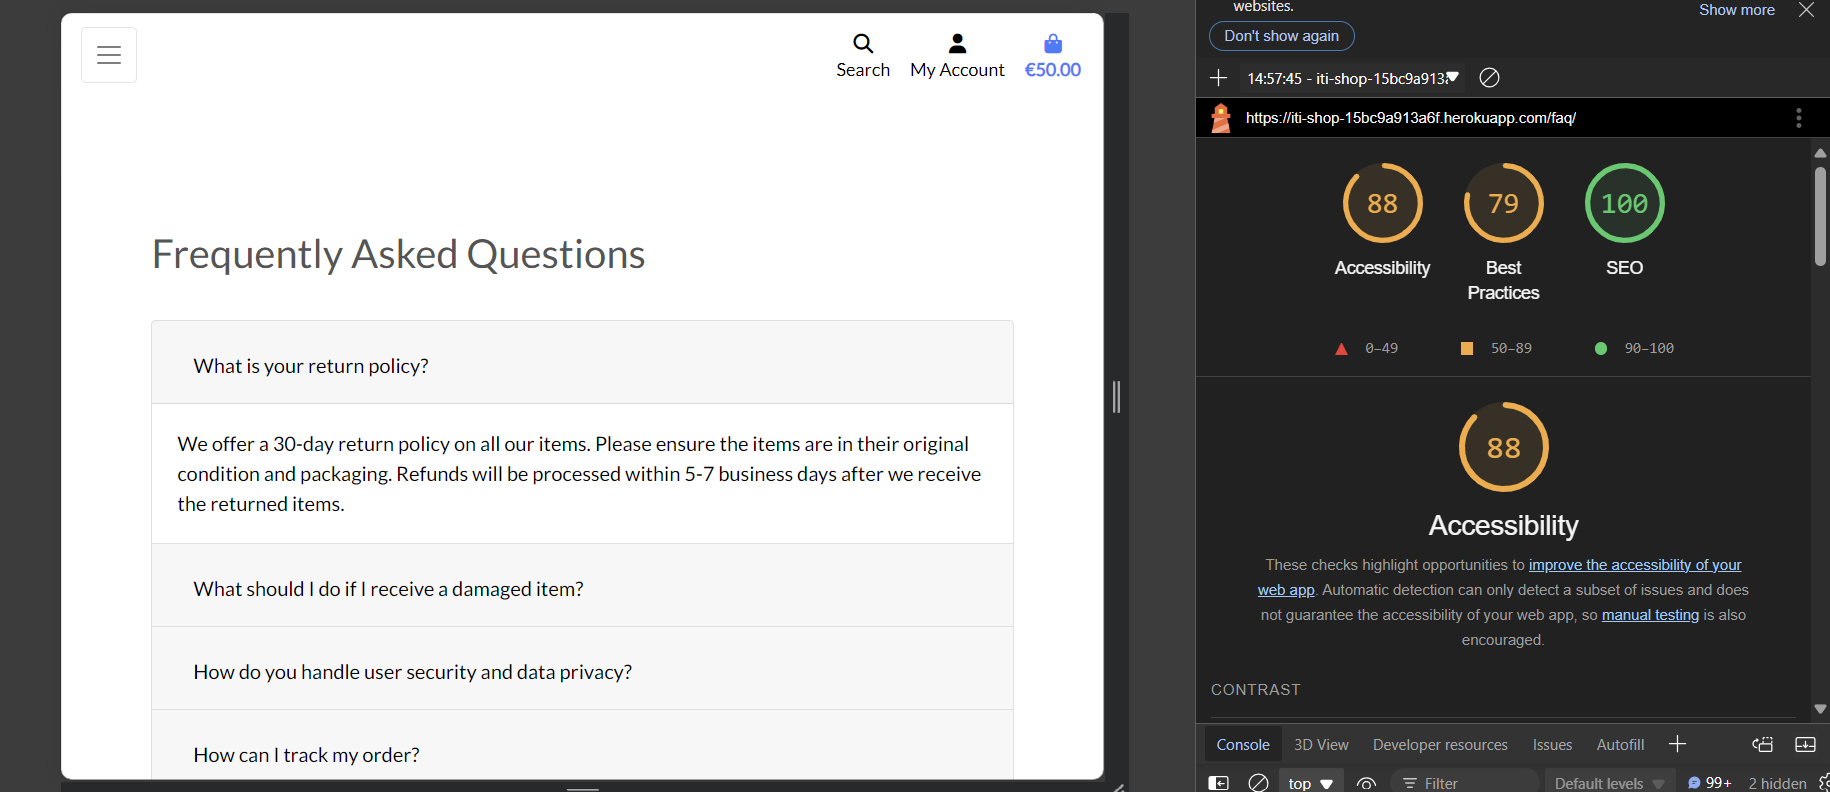 Search
My Account
€50.00
Frequently Asked Questions
What is your return policy?
We offer a 30-day return policy on all our items. Please ensure the items are in their original
condition and packaging. Refunds will be processed within 5-7 business days after we receive
the returned items.
What should I do if I receive a damaged item?
How do you handle user security and data privacy?
How can I track my order?
websites.
Show more
Don't show again
14:57:45 - iti-shop-15bc9a913a
https://iti-shop-15bc9a913a6f.herokuapp.com/faq/
88
Accessibility
79
Best
Practices
100
SEO
0–49
50–89
90–100
88
Accessibility
These checks highlight opportunities to improve the accessibility of your
web app. Automatic detection can only detect a subset of issues and does
not guarantee the accessibility of your web app, so manual testing is also
encouraged.
CONTRAST
Console
3D View
Developer resources
Issues
Autofill
top
Filter
Default levels
99+
2 hidden